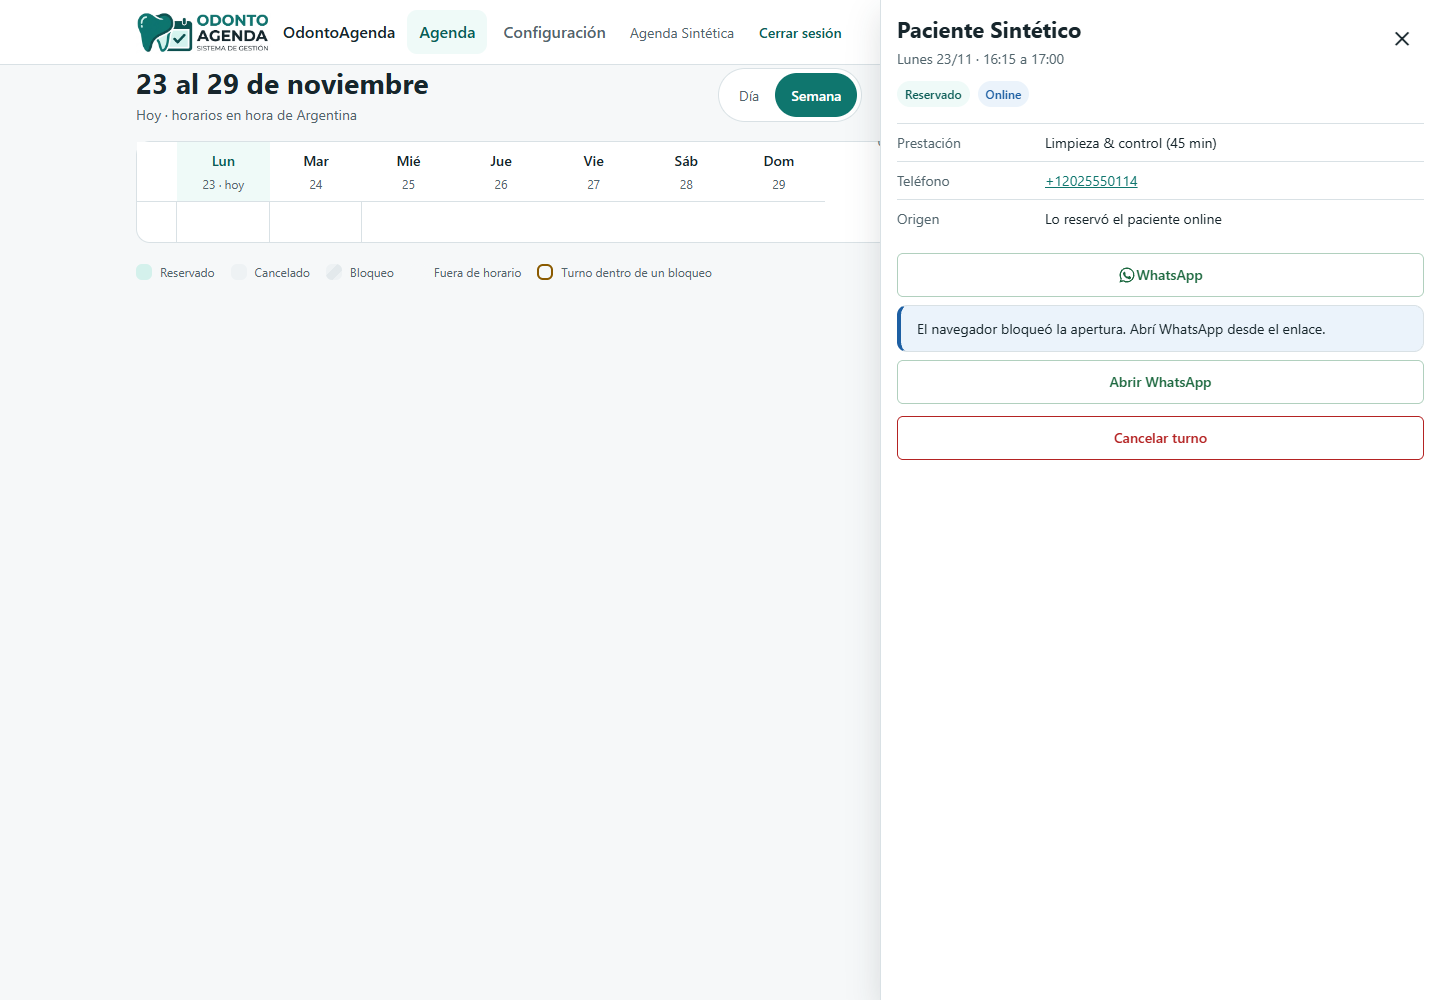 ODONTO
AGENDA
SISTEMA DE GESTIÓN
OdontoAgenda
Agenda
Configuración
Agenda Sintética
Cerrar sesión
23 al 29 de noviembre
Hoy · horarios en hora de Argentina
Día
Semana
Lun
23 · hoy
Mar
24
Mié
25
Jue
26
Vie
27
Sáb
28
Dom
29
Reservado
Cancelado
Bloqueo
Fuera de horario
Turno dentro de un bloqueo
Paciente Sintético
Lunes 23/11 · 16:15 a 17:00
Reservado
Online
Prestación
Limpieza & control (45 min)
Teléfono
+12025550114
Origen
Lo reservó el paciente online
WhatsApp
El navegador bloqueó la apertura. Abrí WhatsApp desde el enlace.
Abrir WhatsApp
Cancelar turno